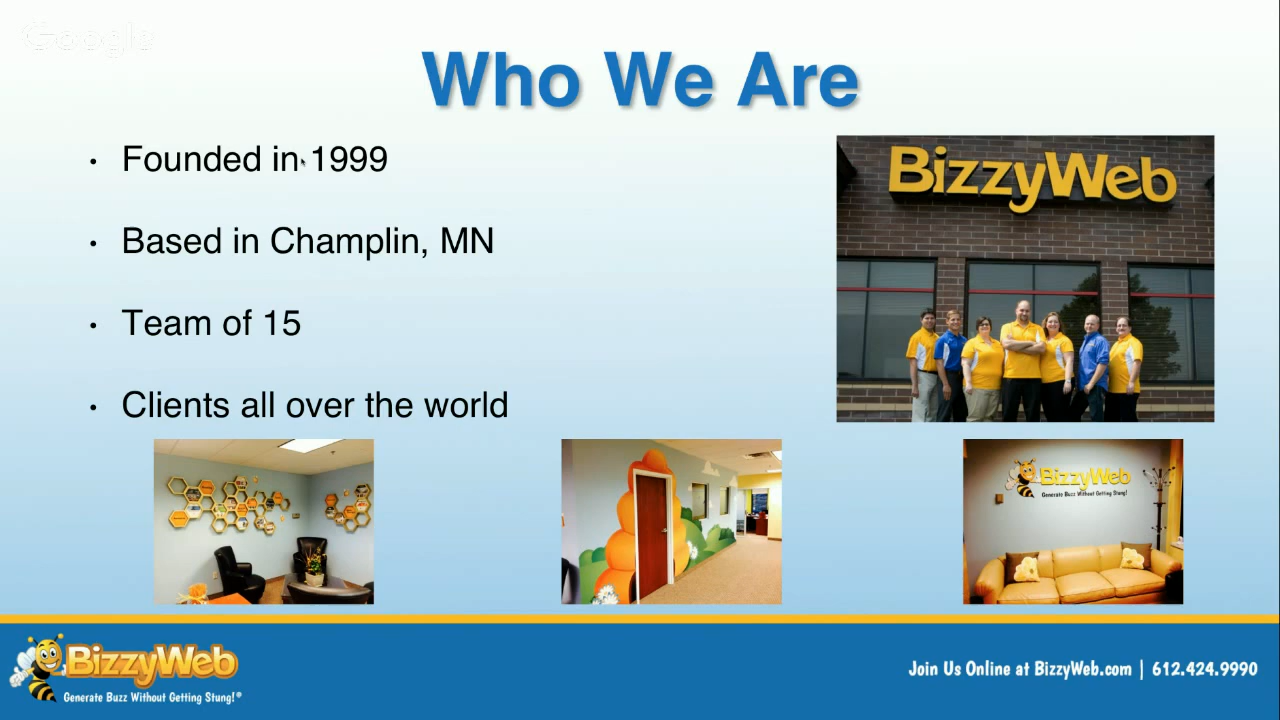 Google
Who We Are
• Founded in 1999
• Based in Champlin, MN
• Team of 15
• Clients all over the world
BizzyWeb
BizzyWeb
Generate Buzz Without Getting Stung!
BizzyWeb
Generate Buzz Without Getting Stung!®
Join Us Online at BizzyWeb.com | 612.424.9990